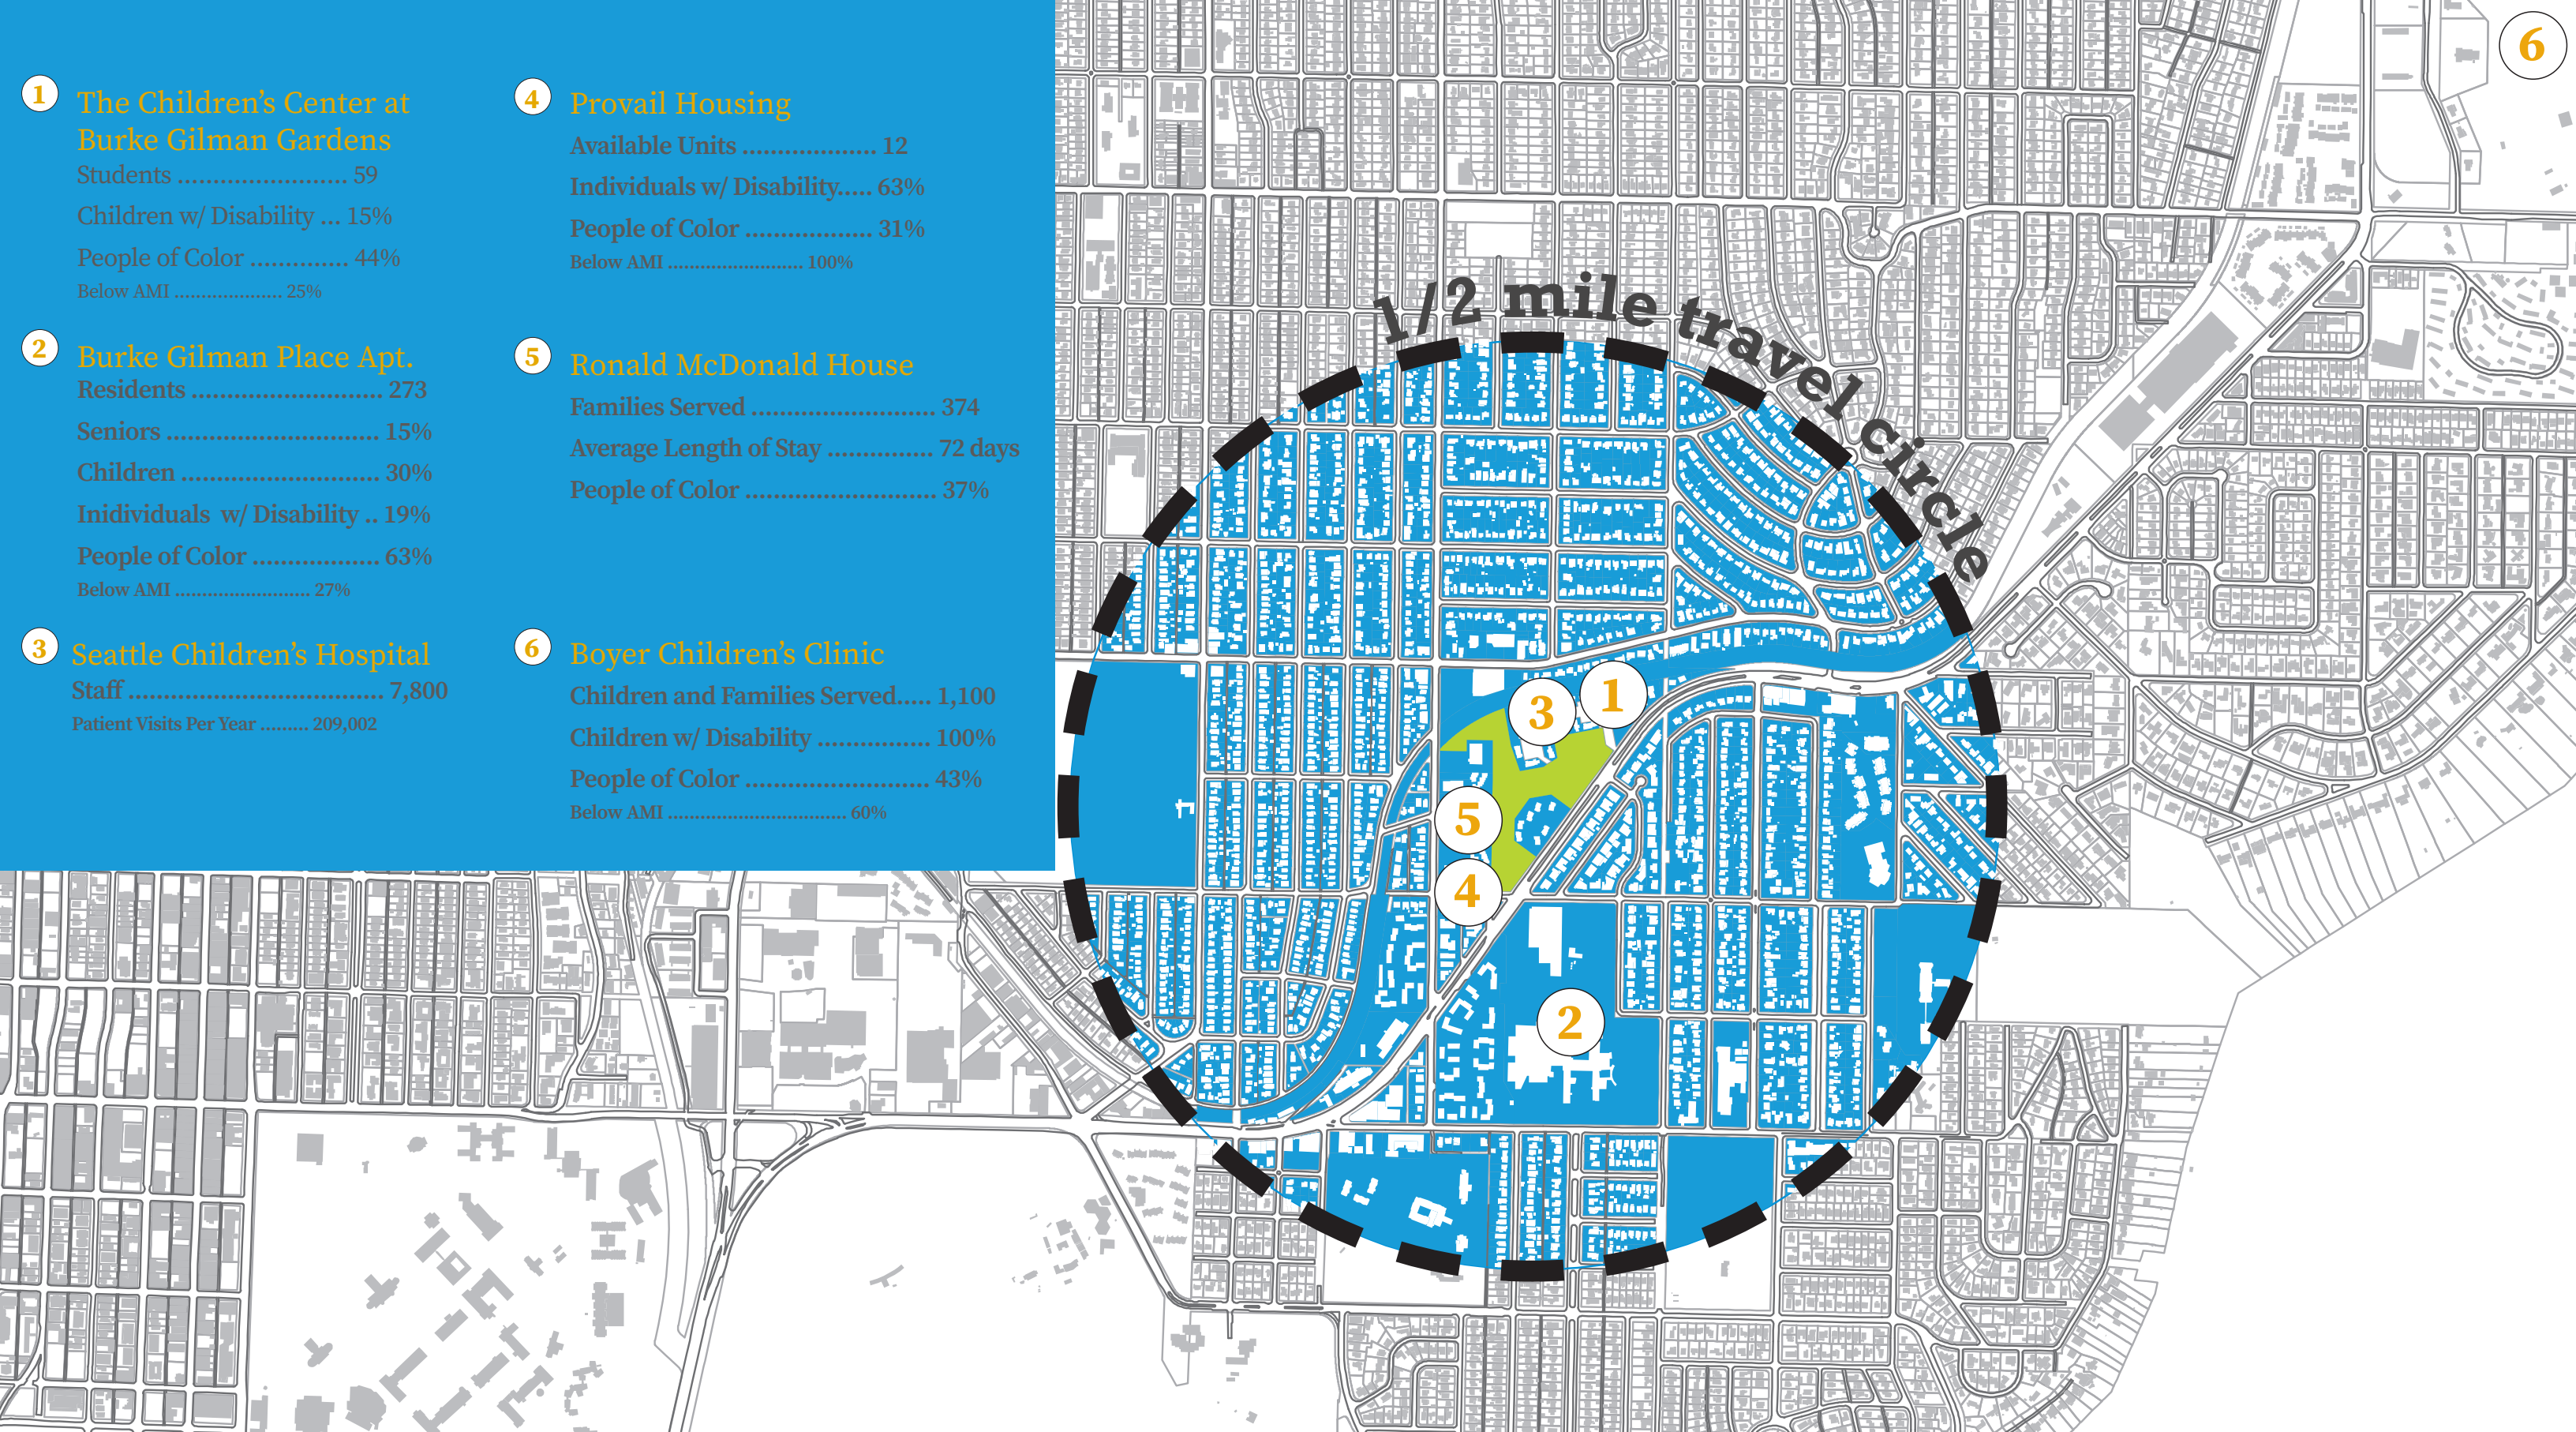 1
The Children's Center at
Burke Gilman Gardens
Students ........................ 59
Children w/ Disability ... 15%
People of Color .............. 44%
Below AMI .................... 25%
2
Burke Gilman Place Apt.
Residents ........................... 273
Seniors .............................. 15%
Children ............................ 30%
Inidividuals w/ Disability .. 19%
People of Color .................. 63%
Below AMI ......................... 27%
3
Seattle Children's Hospital
Staff .................................... 7,800
Patient Visits Per Year ......... 209,002
4
Provail Housing
Available Units ................... 12
Individuals w/ Disability..... 63%
People of Color .................. 31%
Below AMI ......................... 100%
5
Ronald McDonald House
Families Served .......................... 374
Average Length of Stay ............... 72 days
People of Color ........................... 37%
6
Boyer Children's Clinic
Children and Families Served..... 1,100
Children w/ Disability ................ 100%
People of Color .......................... 43%
Below AMI ................................. 60%
6
1/2 mile travel circle
3
1
5
4
2